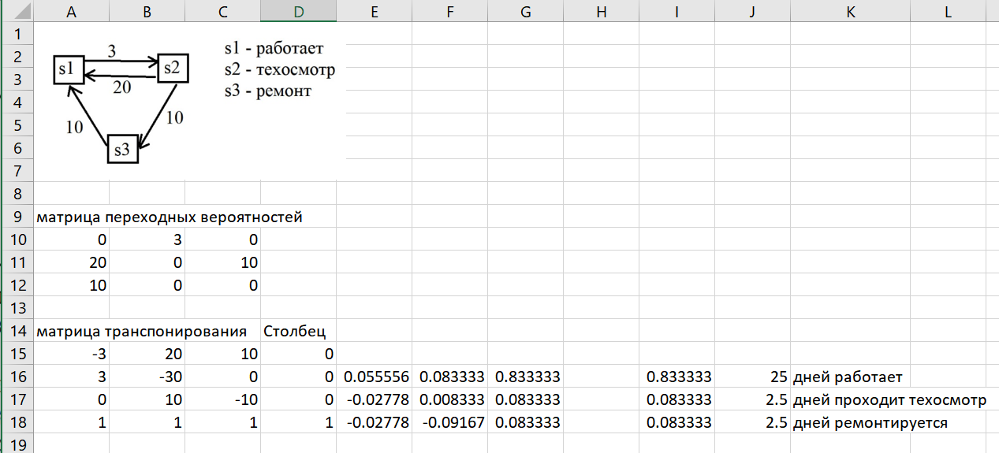 A B C D E F G H I J K L
1
2 3 s1 - работает
3 s1 s2 s2 - техосмотр
4 20 s3 - ремонт
5 10 10
6 s3
7
8
9 матрица переходных вероятностей
10 0 3 0
11 20 0 10
12 10 0 0
13
14 матрица транспонирования Столбец
15 -3 20 10 0
16 3 -30 0 0 0.055556 0.083333 0.833333 0.833333 25 дней работает
17 0 10 -10 0 -0.02778 0.008333 0.083333 0.083333 2.5 дней проходит техосмотр
18 1 1 1 1 -0.02778 -0.09167 0.083333 0.083333 2.5 дней ремонтируется
19